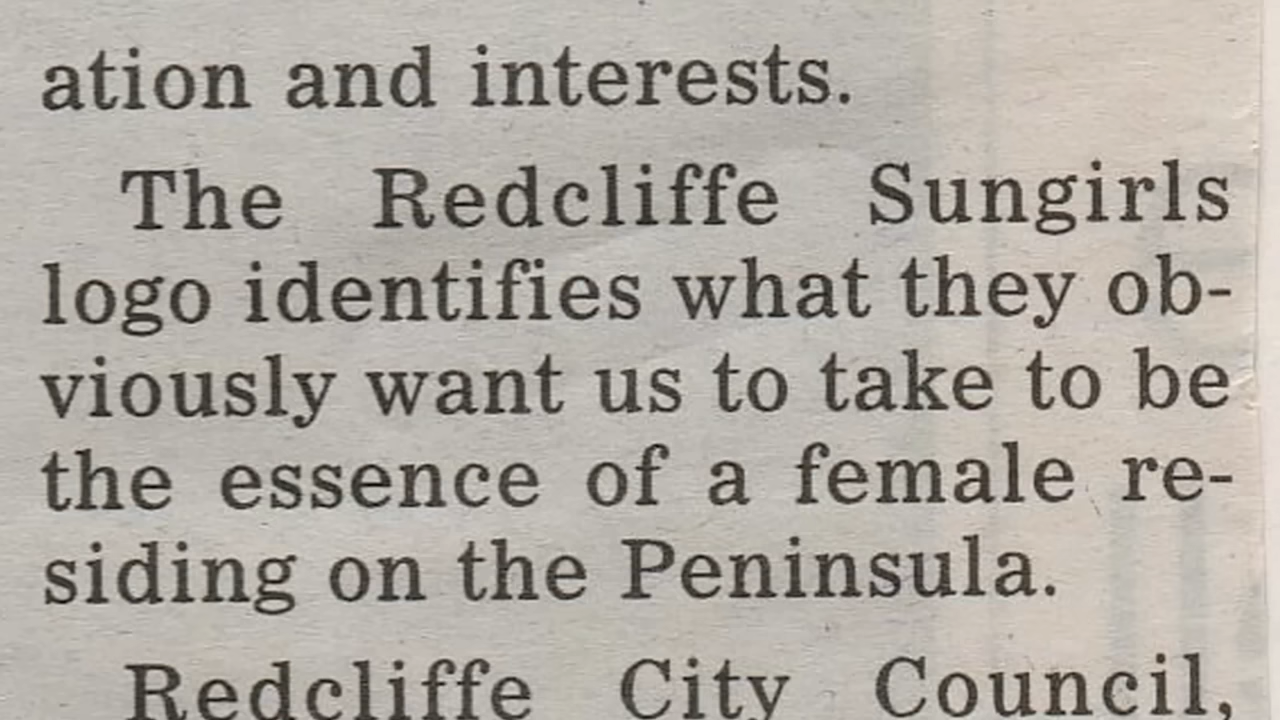 ation and interests.
The Redcliffe Sungirls
logo identifies what they ob-
viously want us to take to be
the essence of a female re-
siding on the Peninsula.
Redcliffe City Council,